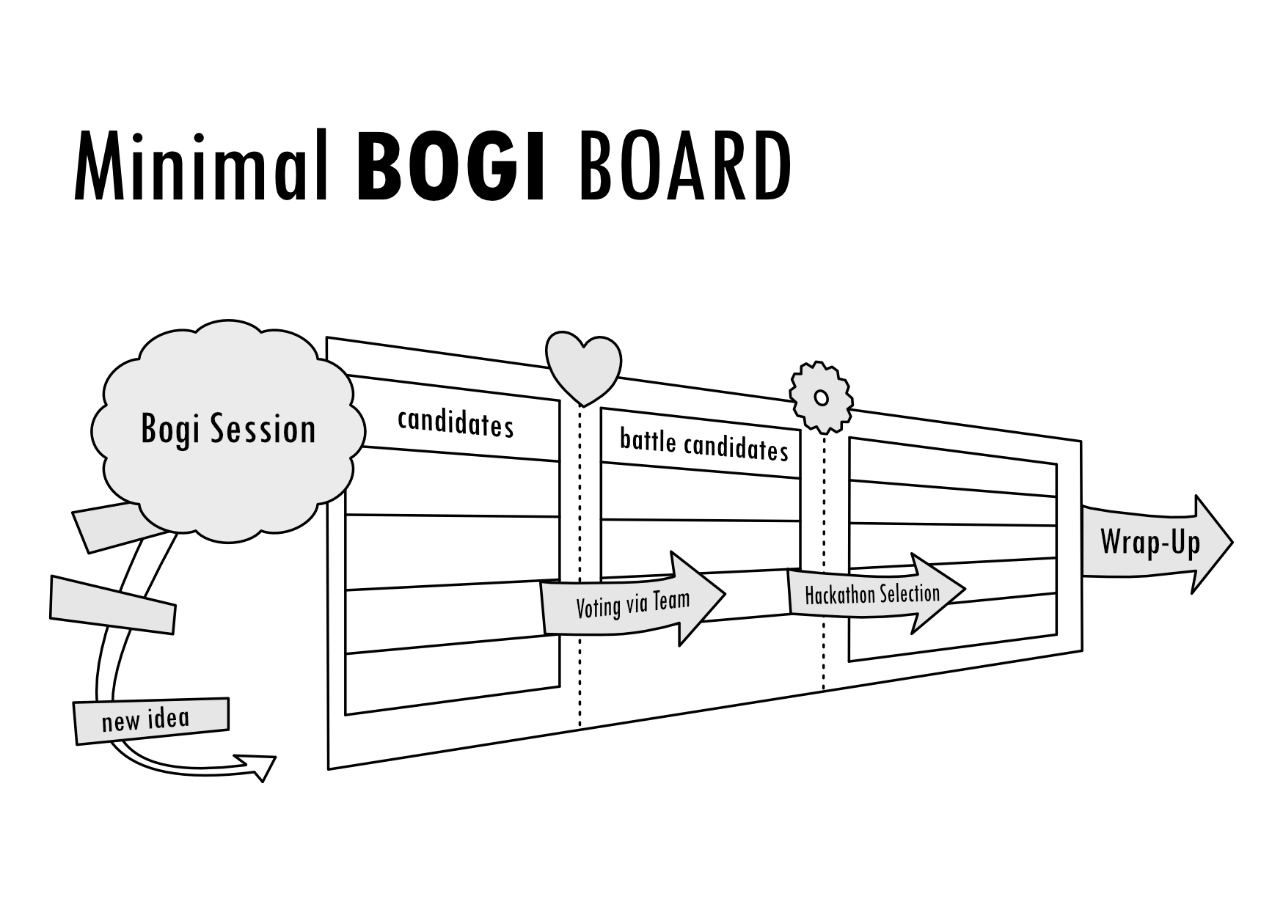 Minimal BOGI BOARD
Bogi Session
candidates
battle candidates
Voting via Team
Hackathon Selection
Wrap-Up
new idea